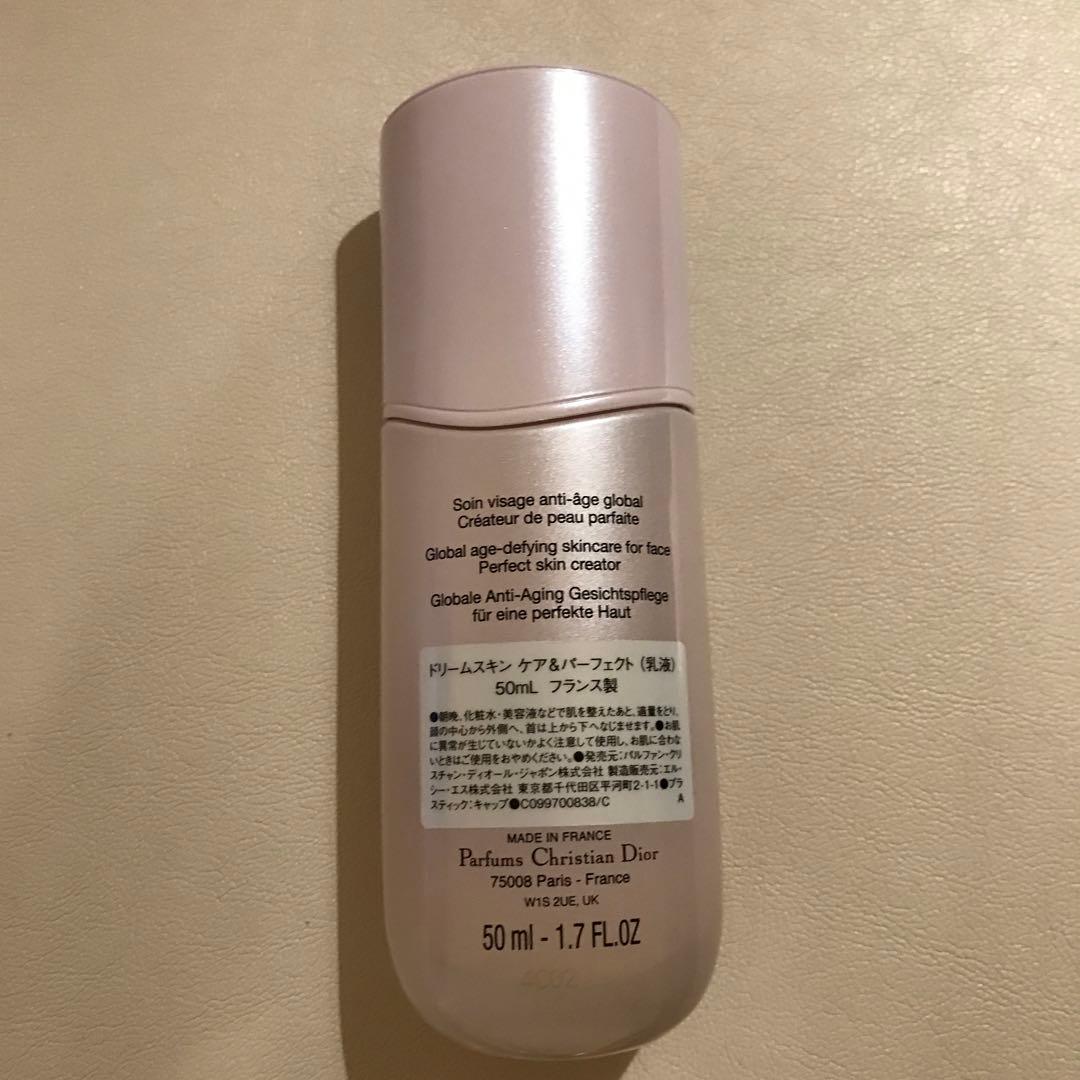 Soin visage anti-âge global
Créateur de peau parfaite
Global age-defying skincare for face
Perfect skin creator
Globale Anti-Aging Gesichtspflege
für eine perfekte Haut
ドリームスキン ケア&パーフェクト (乳液)
50mL フランス製
●朝晩、化粧水・美容液などで肌を整えたあと、適量をとり、
顔の中心から外側へ、首は上から下へなじませます。●お肌
に異常が生じていないかよく注意して使用し、お肌に合わな
いときはご使用をおやめください。●発売元:パルファン・クリ
スチャン・ディオール・ジャポン株式会社 製造販売元:エル・
シー・エス株式会社 東京都千代田区平河町2-1-1●プラ
スティック:キャップ●C099700838/C A
MADE IN FRANCE
Parfums Christian Dior
75008 Paris - France
W1S 2UE, UK
50 ml - 1.7 FL.OZ